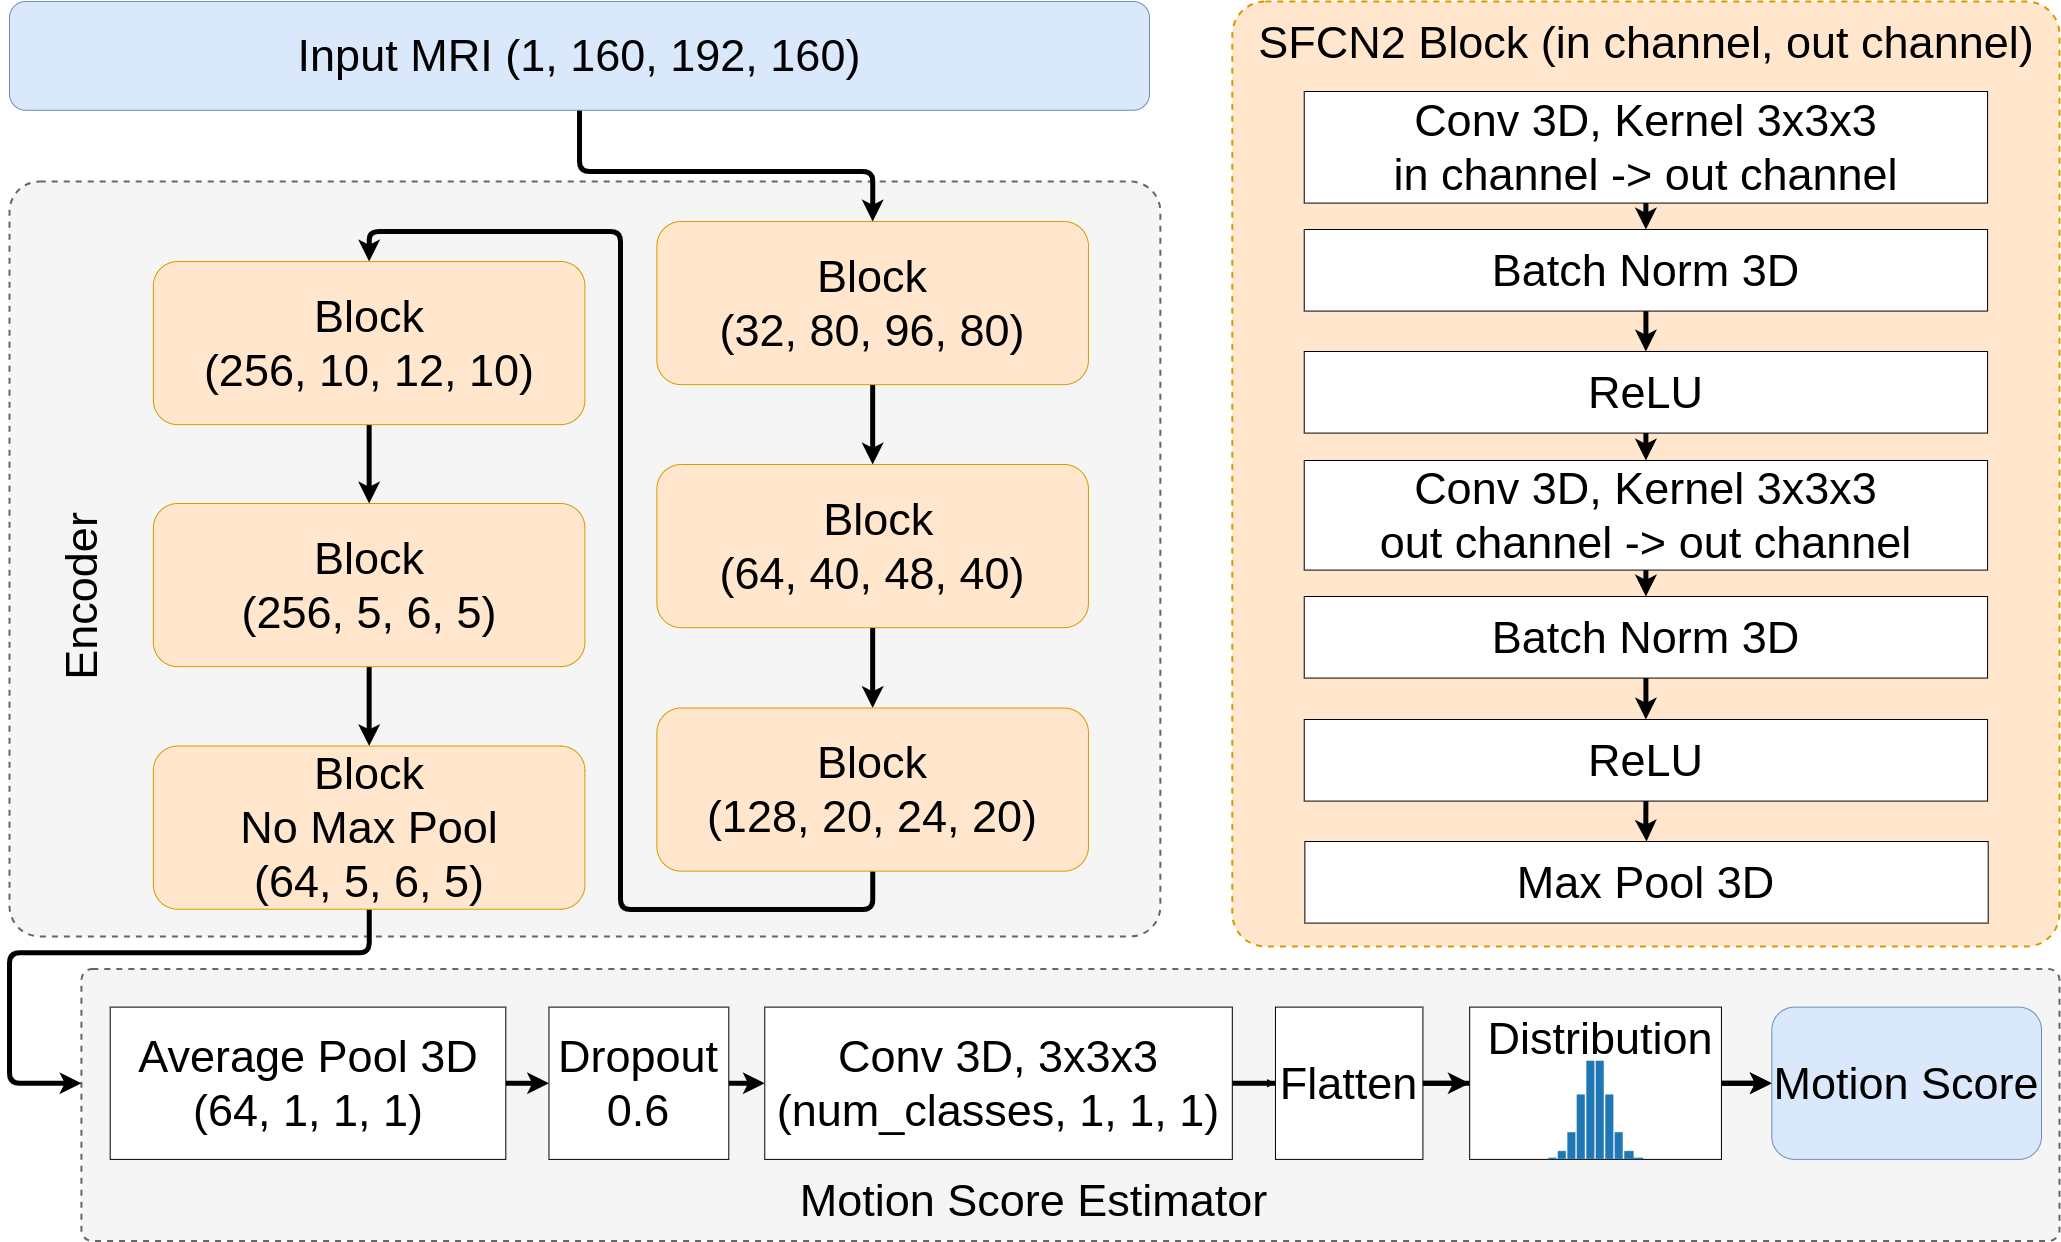 Input MRI (1, 160, 192, 160)
Encoder
Block
(32, 80, 96, 80)
Block
(64, 40, 48, 40)
Block
(128, 20, 24, 20)
Block
(256, 10, 12, 10)
Block
(256, 5, 6, 5)
Block
No Max Pool
(64, 5, 6, 5)
SFCN2 Block (in channel, out channel)
Conv 3D, Kernel 3x3x3
in channel -> out channel
Batch Norm 3D
ReLU
Conv 3D, Kernel 3x3x3
out channel -> out channel
Batch Norm 3D
ReLU
Max Pool 3D
Average Pool 3D
(64, 1, 1, 1)
Dropout
0.6
Conv 3D, 3x3x3
(num_classes, 1, 1, 1)
Flatten
Distribution
Motion Score
Motion Score Estimator